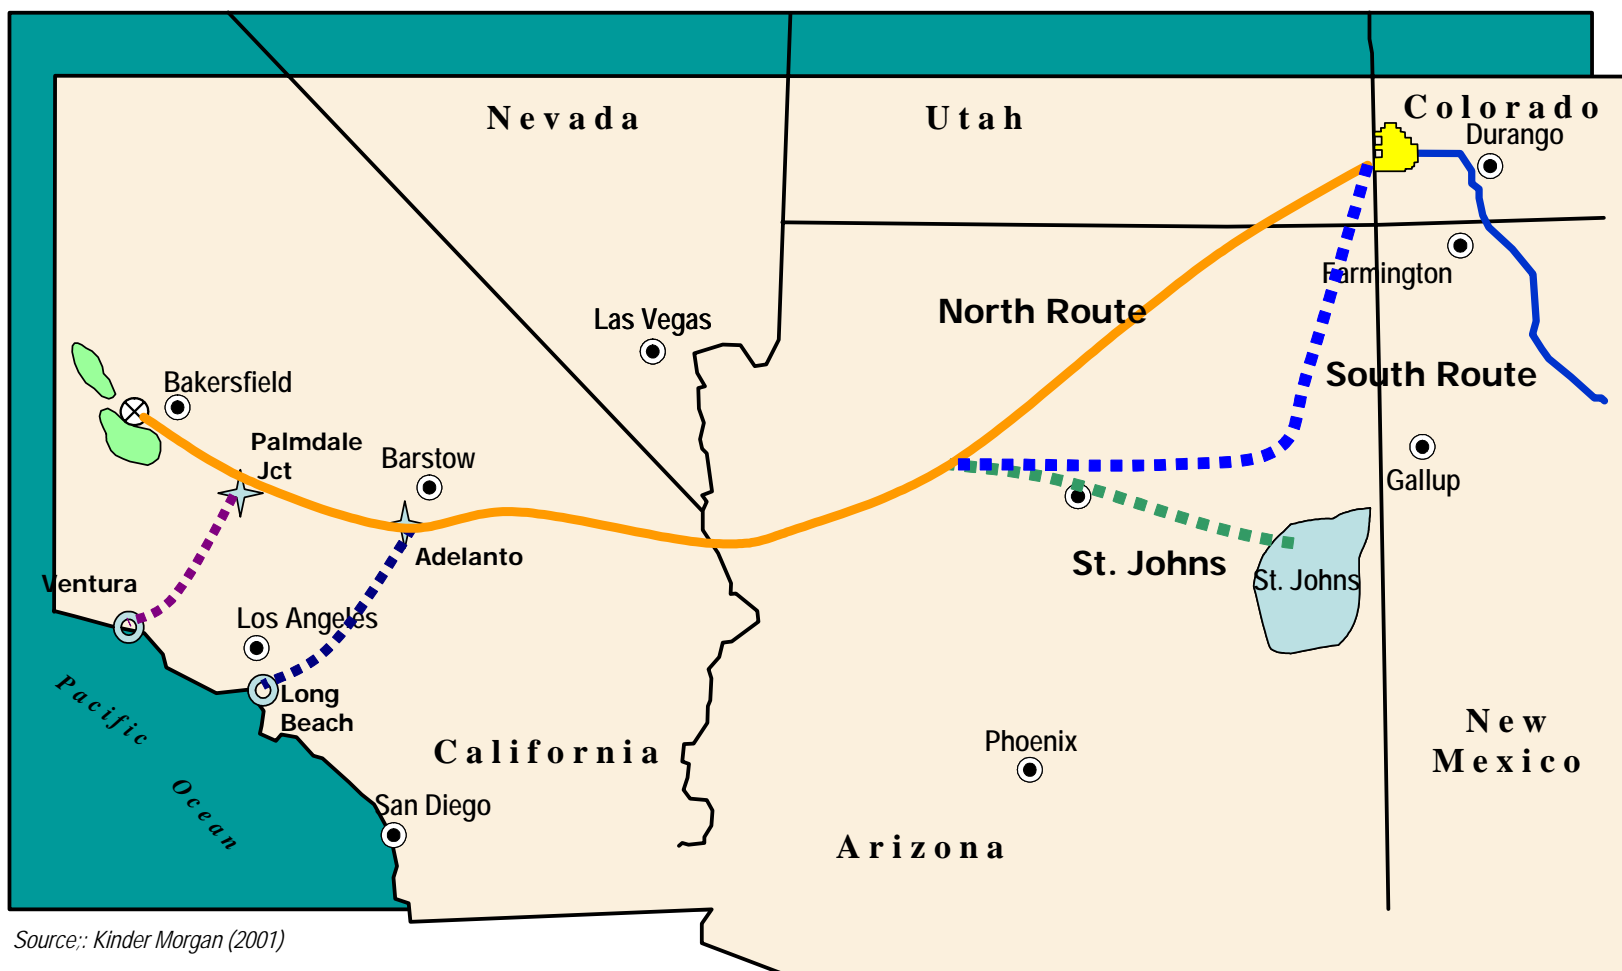 Nevada
Utah
Colorado
Durango
Farmington
North Route
Las Vegas
South Route
Bakersfield
Palmdale
Jct
Barstow
Gallup
Adelanto
St. Johns
St. Johns
Ventura
Los Angeles
Long
Beach
Pacific
Ocean
California
Phoenix
New
Mexico
San Diego
Arizona
Source;: Kinder Morgan (2001)